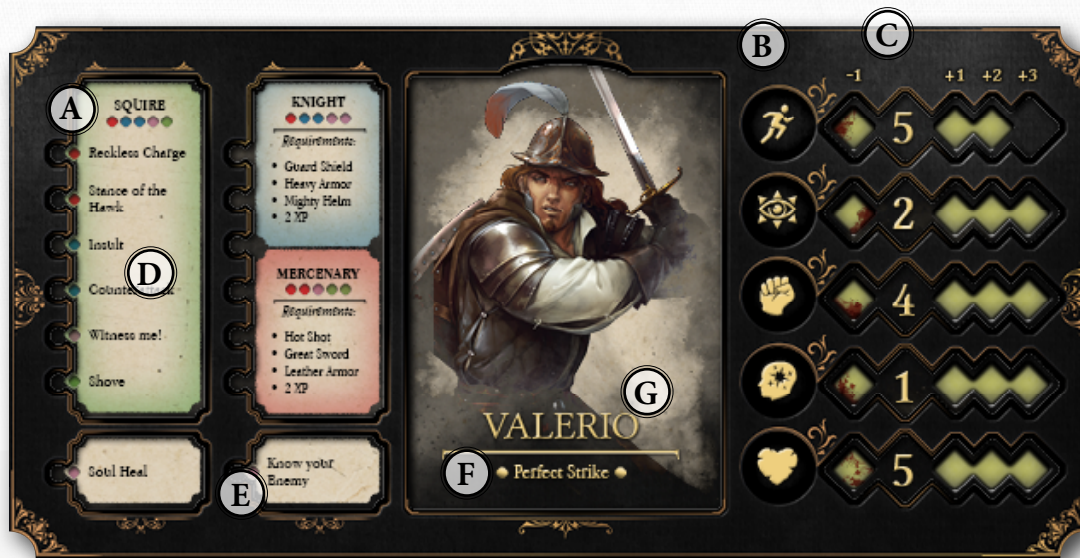 A
SQUIRE
Reckless Charge
Stance of the
Hawk
Insult
D
Witness me!
Shove
Soul Heal
KNIGHT
Requirements:
• Guard Shield
• Heavy Armor
• Mighty Helm
• 2 XP
MERCENARY
Requirements:
• Hot Shot
• Great Sword
• Leather Armor
• 2 XP
E
Know your
Enemy
G
VALERIO
F
Perfect Strike
B
C
-1 +1 +2 +3
5
2
4
1
5